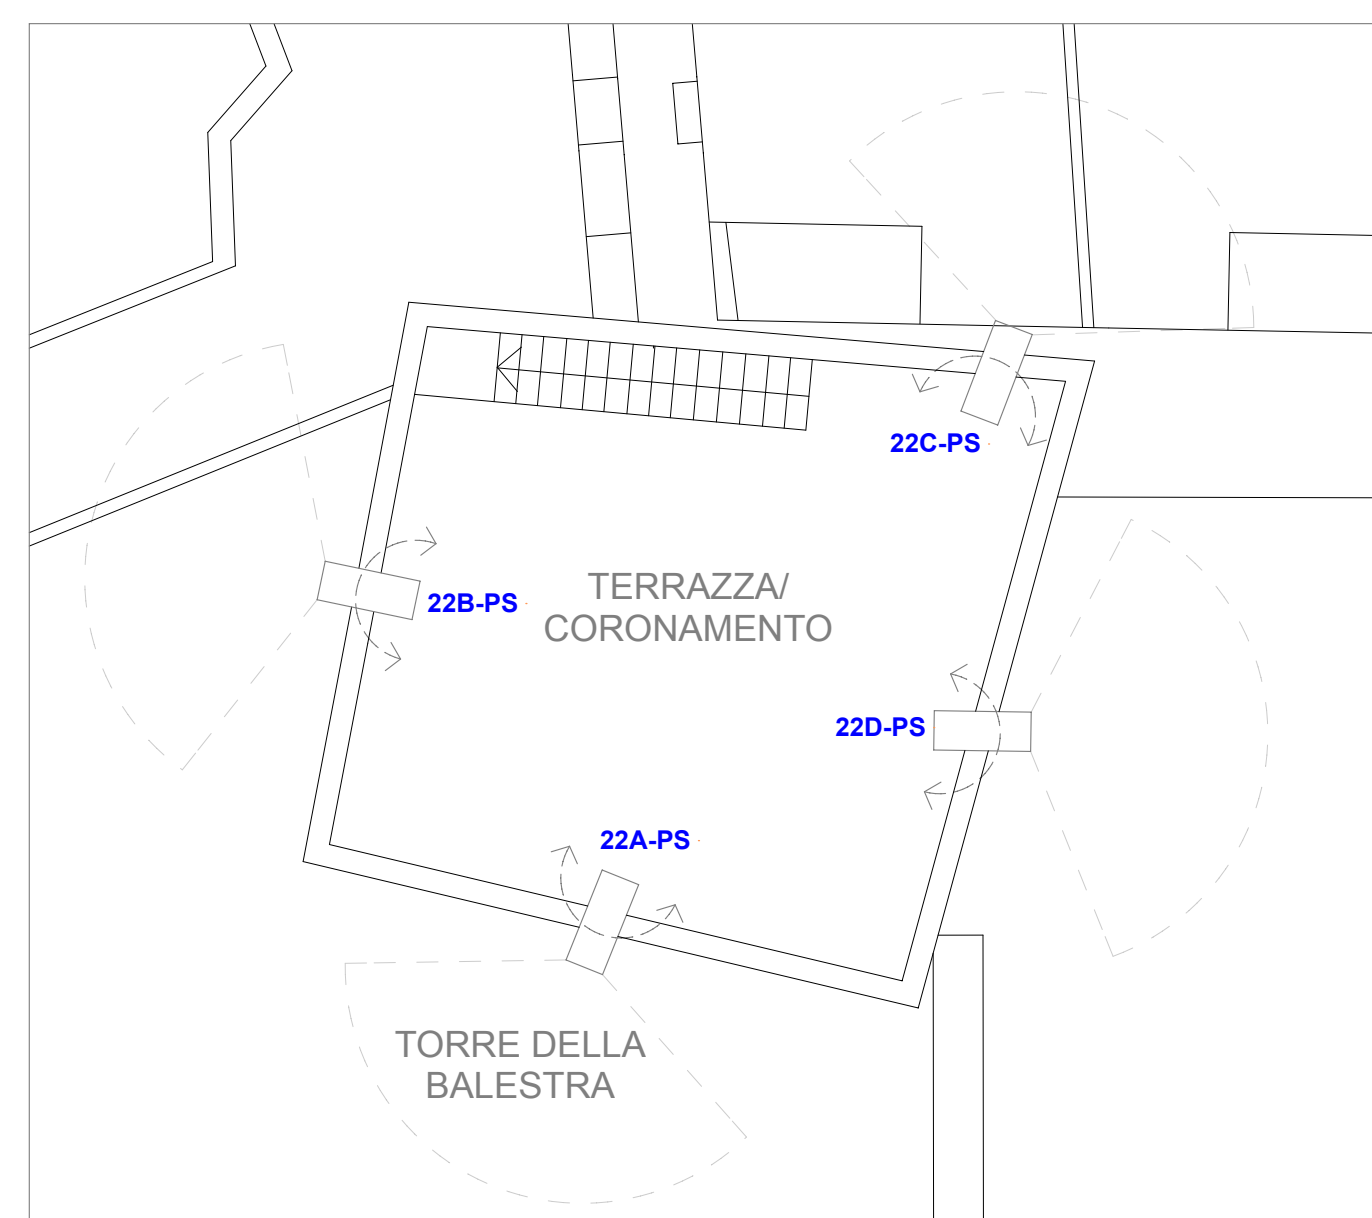 22C-PS
TERRAZZA/
CORONAMENTO
22B-PS
22D-PS
22A-PS
TORRE DELLA
BALESTRA